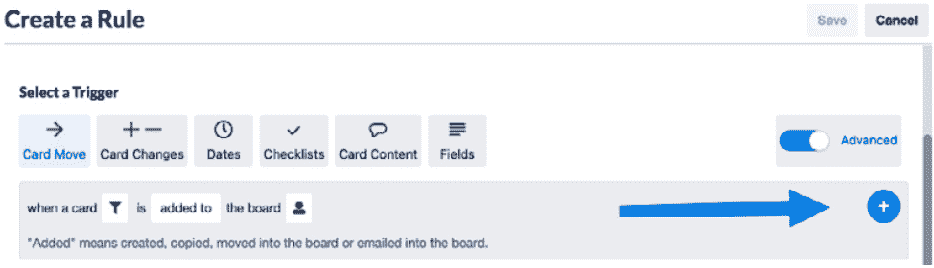 Create a Rule
Save Cancel
Select a Trigger
Card Move Card Changes Dates Checklists Card Content Fields Advanced
when a card is added to the board
"Added" means created, copied, moved into the board or emailed into the board.